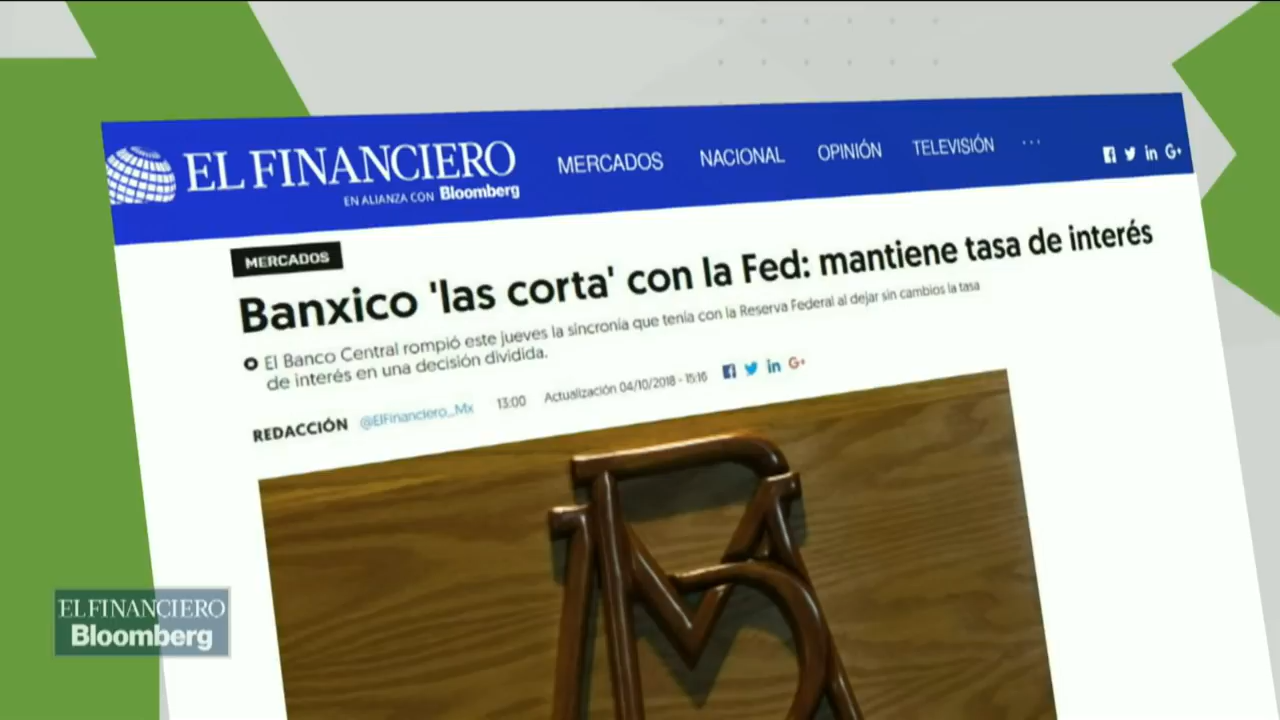 EL FINANCIERO
EN ALIANZA CON Bloomberg
MERCADOS NACIONAL OPINIÓN TELEVISIÓN ...
MERCADOS
Banxico 'las corta' con la Fed: mantiene tasa de interés
El Banco Central rompió este jueves la sincronía que tenía con la Reserva Federal al dejar sin cambios la tasa
de interés en una decisión dividida.
REDACCIÓN @ElFinanciero_Mx 13:00 Actualización 04/10/2018 - 15:16
EL FINANCIERO
Bloomberg